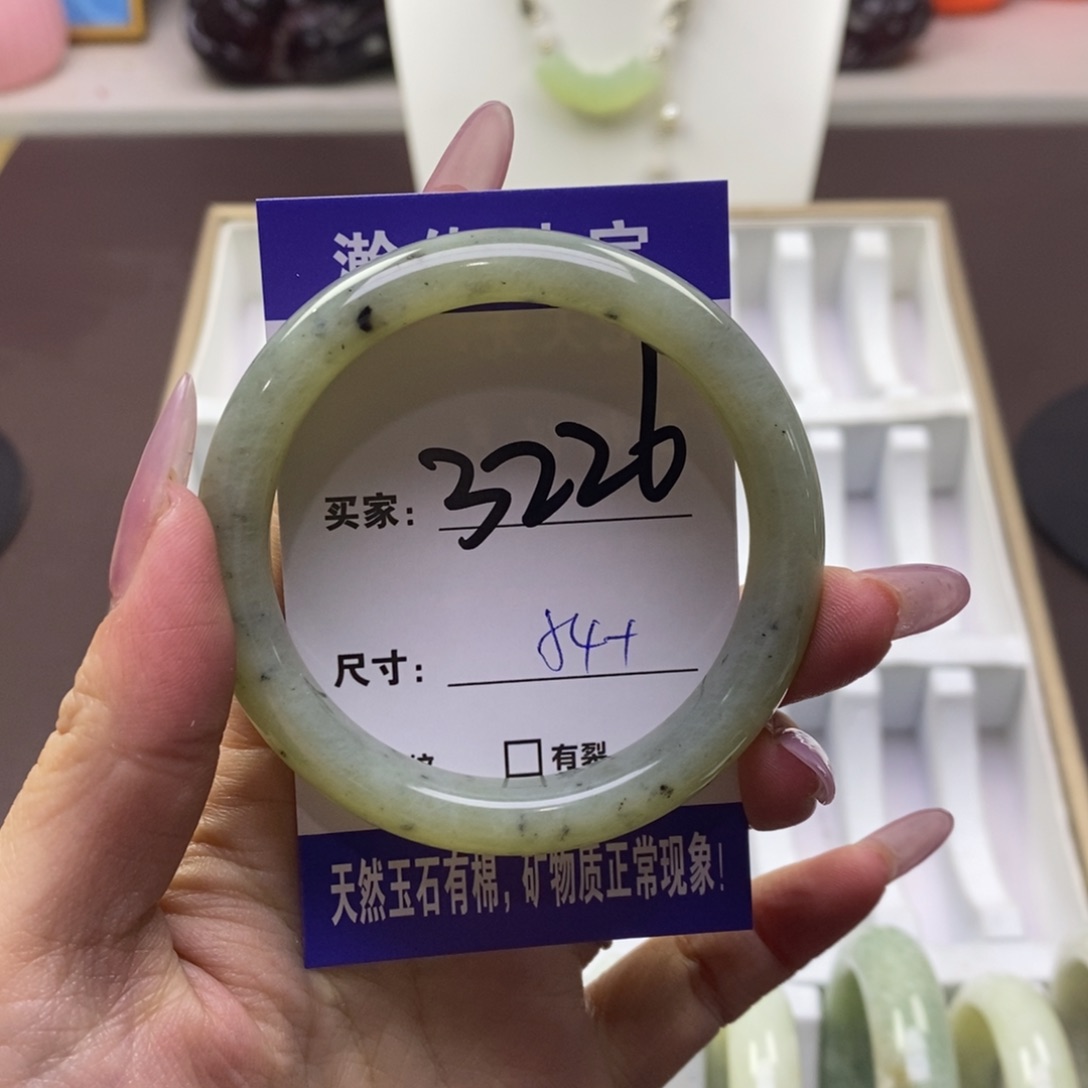 买家: 3226
尺寸: 84+
□有裂
天然玉石有棉,矿物质正常现象!